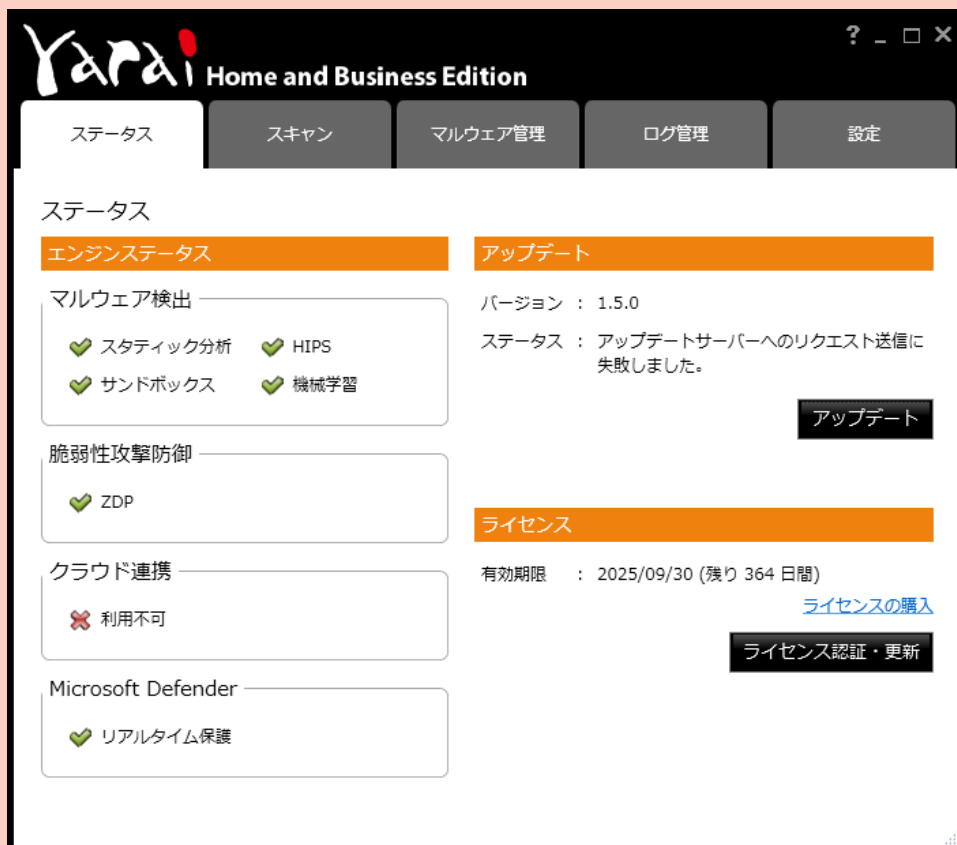 Yarai Home and Business Edition
? _ □ ×
ステータス スキャン マルウェア管理 ログ管理 設定
ステータス
エンジンステータス
マルウェア検出
スタティック分析 HIPS
サンドボックス 機械学習
脆弱性攻撃防御
ZDP
クラウド連携
利用不可
Microsoft Defender
リアルタイム保護
アップデート
バージョン : 1.5.0
ステータス : アップデートサーバーへのリクエスト送信に
失敗しました。
アップデート
ライセンス
有効期限 : 2025/09/30 (残り 364 日間)
ライセンスの購入
ライセンス認証・更新